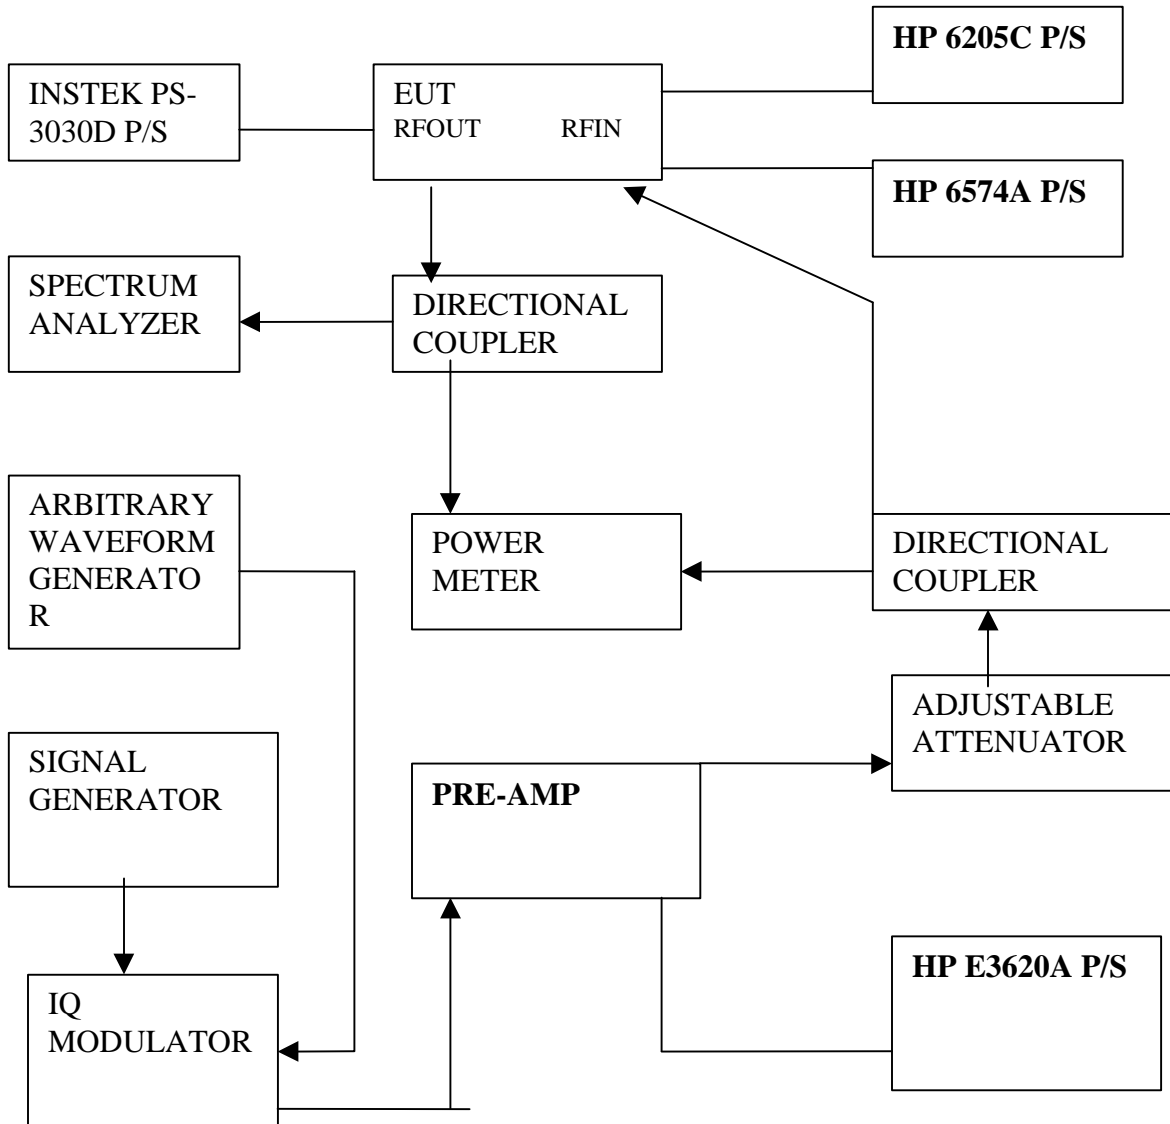 HP 6205C P/S
INSTEK PS-
3030D P/S
EUT
RFOUT RFIN
HP 6574A P/S
SPECTRUM
ANALYZER
DIRECTIONAL
COUPLER
ARBITRARY
WAVEFORM
GENERATO
R
POWER
METER
DIRECTIONAL
COUPLER
ADJUSTABLE
ATTENUATOR
SIGNAL
GENERATOR
PRE-AMP
HP E3620A P/S
IQ
MODULATOR